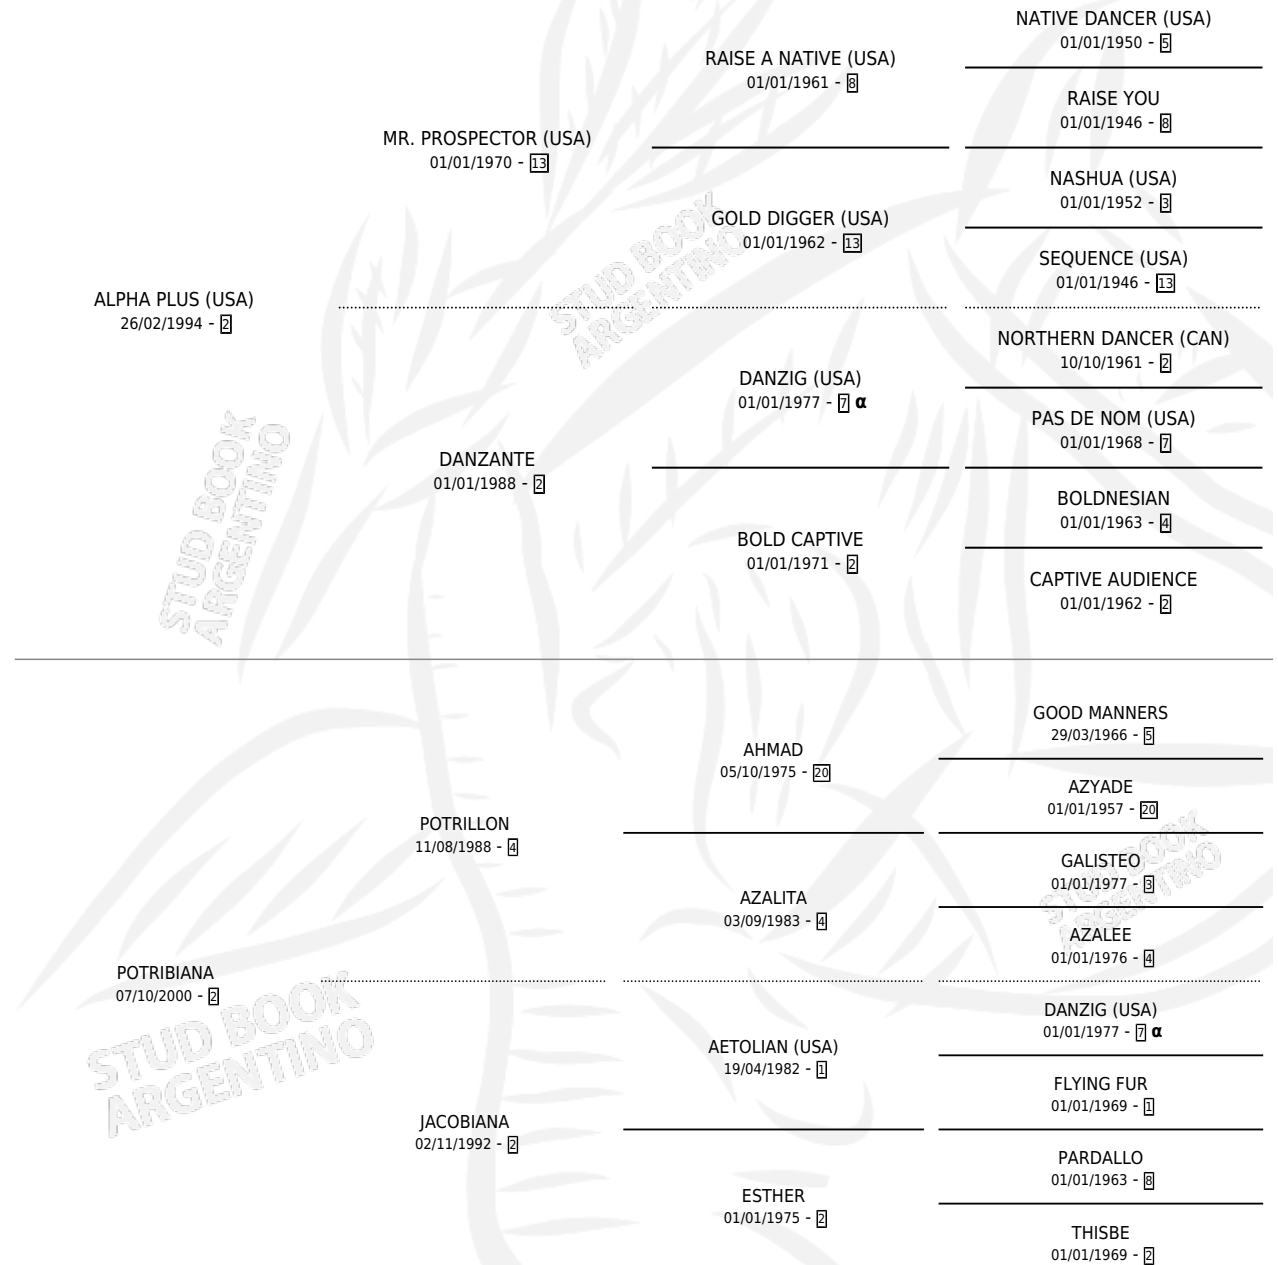 NATIVE DANCER (USA)
01/01/1950 - 5
RAISE A NATIVE (USA)
01/01/1961 - 8
RAISE YOU
01/01/1946 - 8
MR. PROSPECTOR (USA)
01/01/1970 - 13
NASHUA (USA)
01/01/1952 - 3
GOLD DIGGER (USA)
01/01/1962 - 13
SEQUENCE (USA)
01/01/1946 - 13
ALPHA PLUS (USA)
26/02/1994 - 2
NORTHERN DANCER (CAN)
10/10/1961 - 2
DANZIG (USA)
01/01/1977 - 7 α
PAS DE NOM (USA)
01/01/1968 - 7
DANZANTE
01/01/1988 - 2
BOLDNESIAN
01/01/1963 - 4
BOLD CAPTIVE
01/01/1971 - 2
CAPTIVE AUDIENCE
01/01/1962 - 2
GOOD MANNERS
29/03/1966 - 5
AHMAD
05/10/1975 - 20
AZYADE
01/01/1957 - 20
POTRILLON
11/08/1988 - 4
GALISTEO
01/01/1977 - 3
AZALITA
03/09/1983 - 4
AZALEE
01/01/1976 - 4
POTRIBIANA
07/10/2000 - 2
DANZIG (USA)
01/01/1977 - 7 α
AETOLIAN (USA)
19/04/1982 - 1
FLYING FUR
01/01/1969 - 1
JACOBIANA
02/11/1992 - 2
PARDALLO
01/01/1963 - 8
ESTHER
01/01/1975 - 2
THISBE
01/01/1969 - 2
STUD BOOK
ARGENTINO
STUD BOOK
ARGENTINO
STUD BOOK
ARGENTINO
STUD BOOK
ARGENTINO